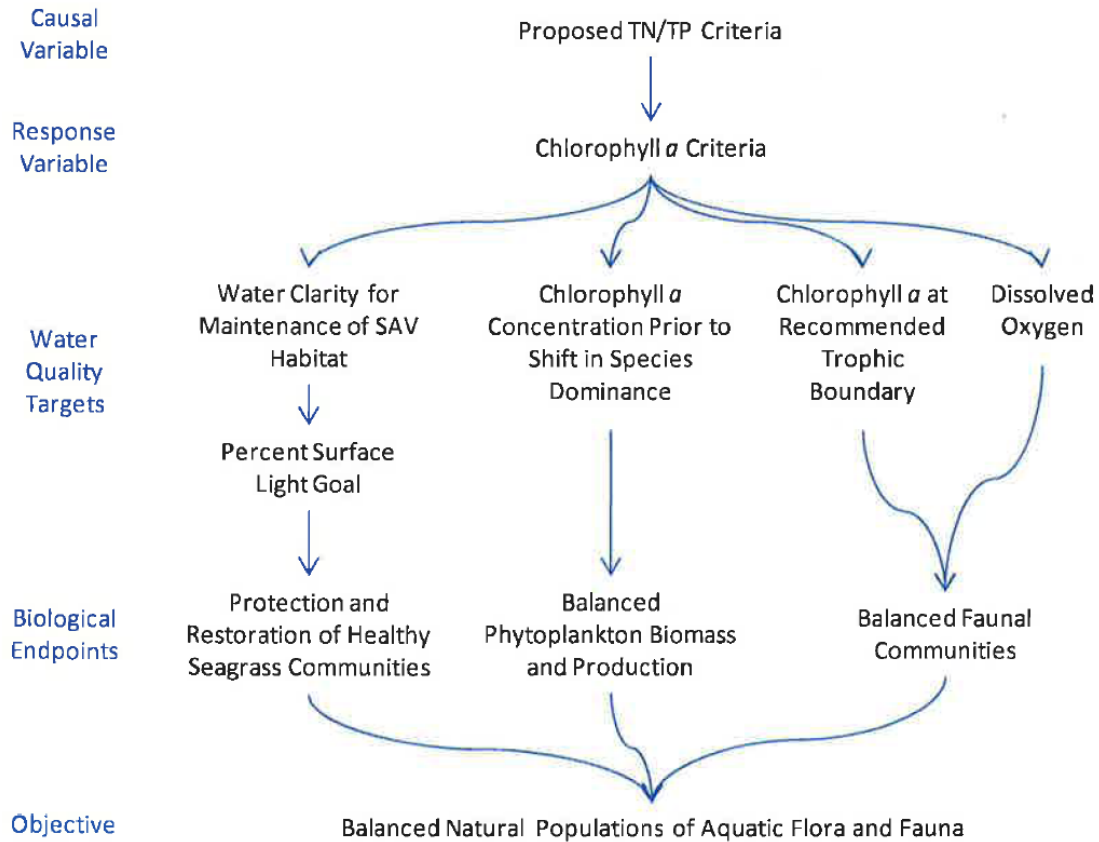 Causal
Variable
Proposed TN/TP Criteria
Response
Variable
Chlorophyll a Criteria
Water
Quality
Targets
Water Clarity for
Maintenance of SAV
Habitat
Chlorophyll a
Concentration Prior to
Shift in Species
Dominance
Chlorophyll a at
Recommended
Trophic
Boundary
Dissolved
Oxygen
Percent Surface
Light Goal
Biological
Endpoints
Protection and
Restoration of Healthy
Seagrass Communities
Balanced
Phytoplankton Biomass
and Production
Balanced Faunal
Communities
Objective
Balanced Natural Populations of Aquatic Flora and Fauna